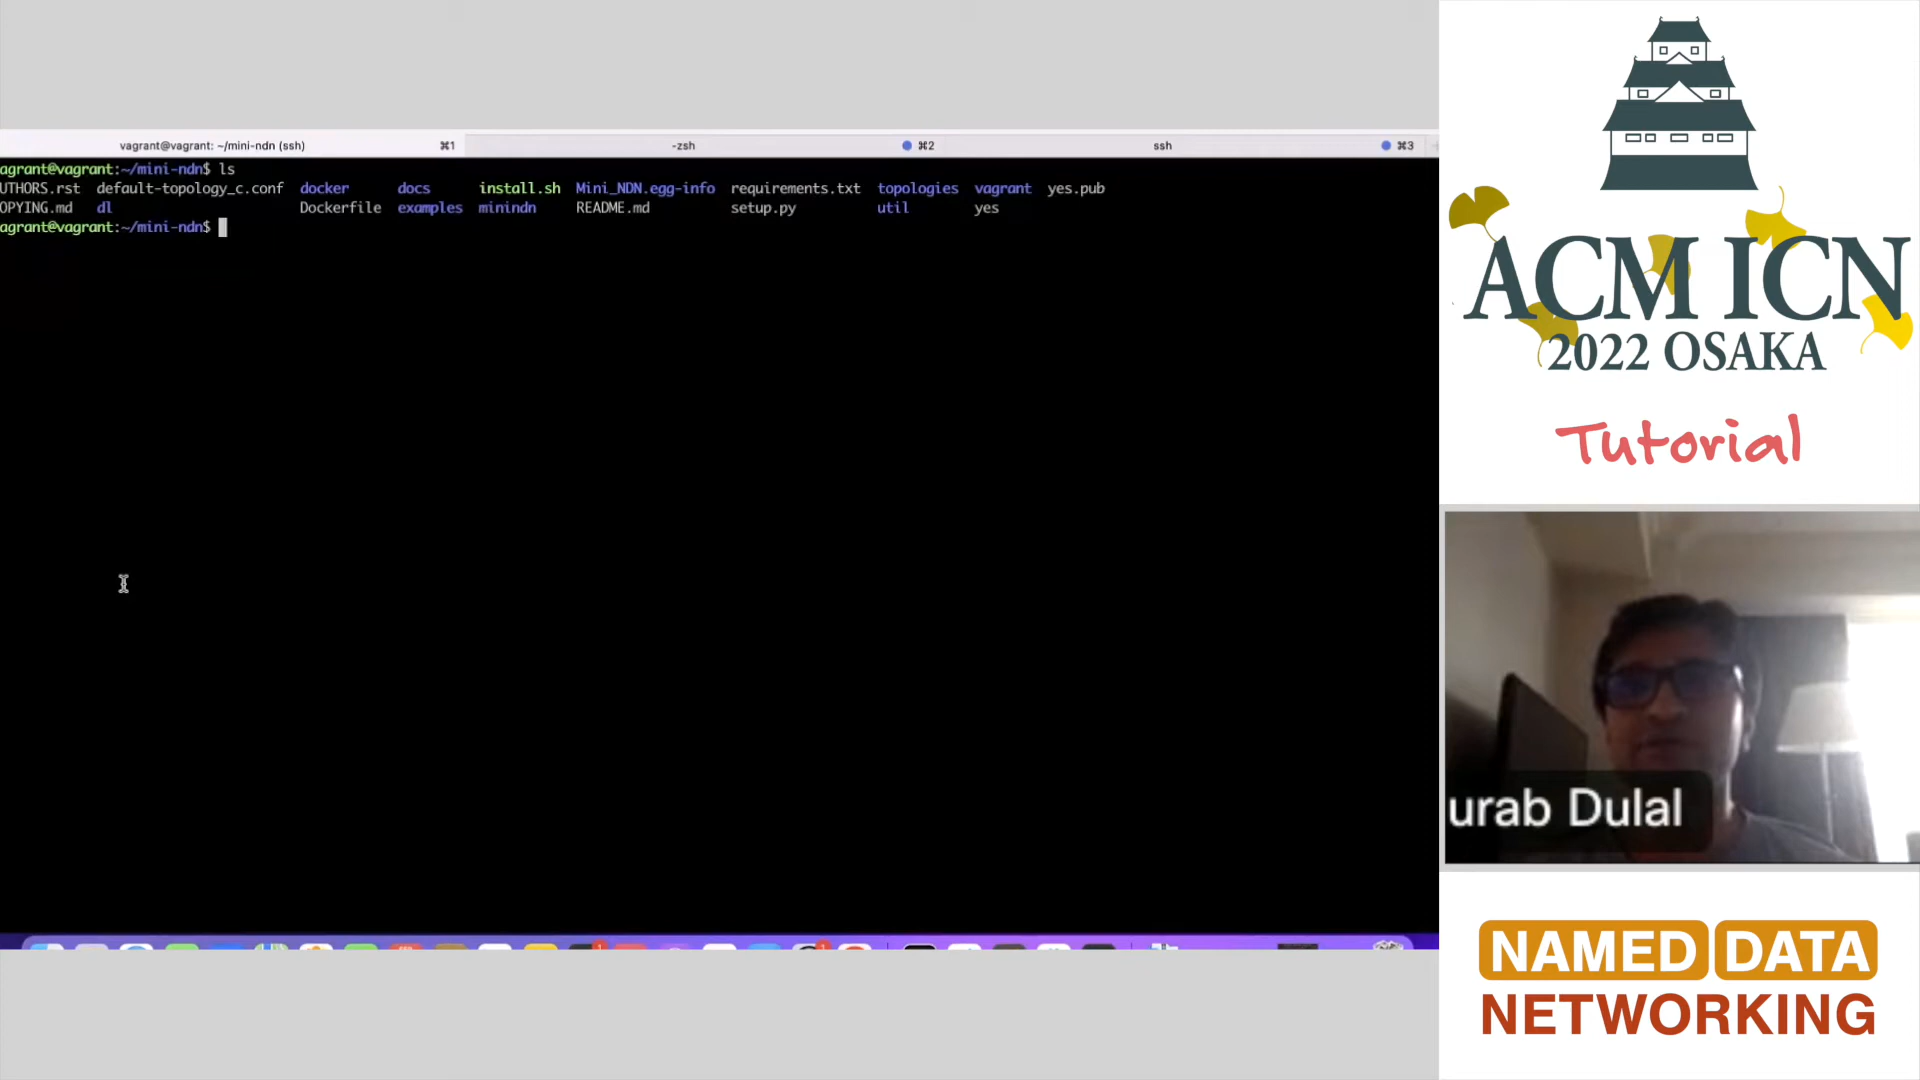 vagrant@vagrant: ~/mini-ndn (ssh) ⌘1 -zsh ⌘2 ssh ⌘3
agrant@vagrant:~/mini-ndn$ ls
UTHORS.rst default-topology_c.conf docker docs install.sh Mini_NDN.egg-info requirements.txt topologies vagrant yes.pub
OPYING.md dl Dockerfile examples minindn README.md setup.py util yes
agrant@vagrant:~/mini-ndn$
ACM ICN
2022 OSAKA
Tutorial
urab Dulal
NAMED DATA
NETWORKING